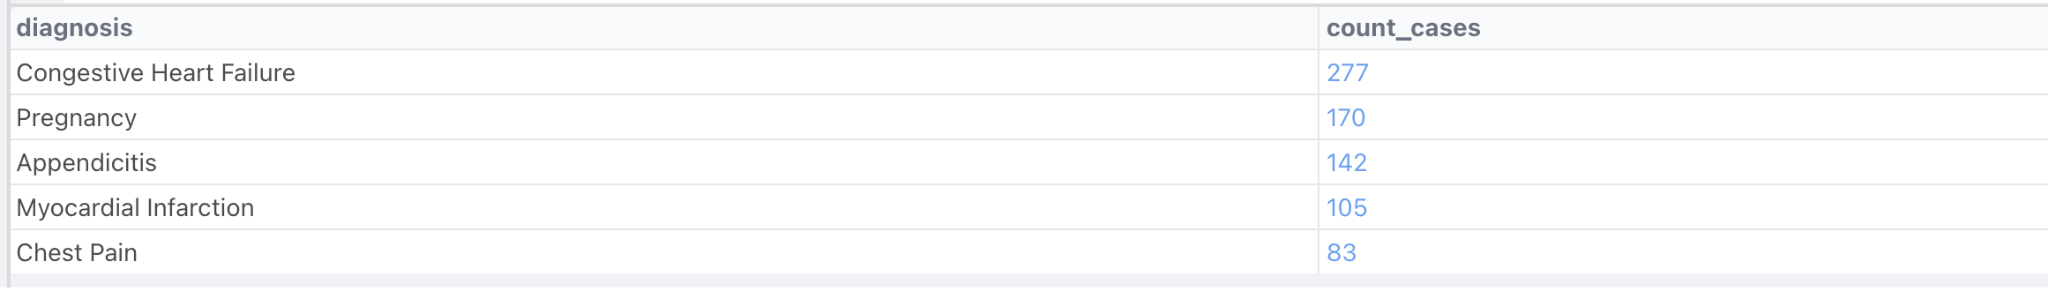 diagnosis count_cases
Congestive Heart Failure 277
Pregnancy 170
Appendicitis 142
Myocardial Infarction 105
Chest Pain 83